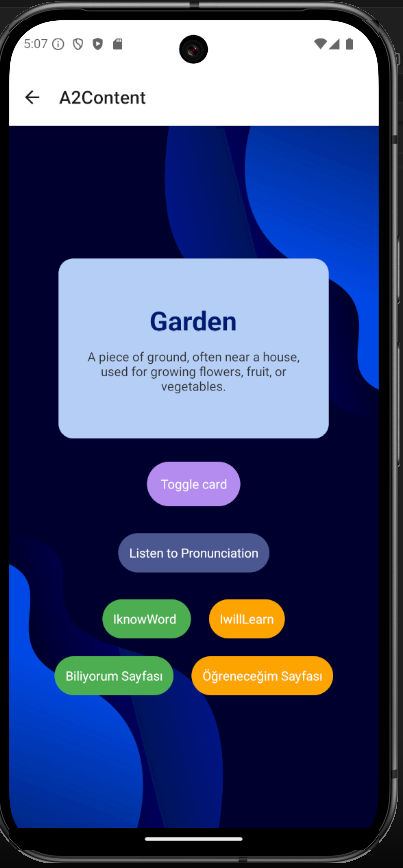 5:07
A2Content
Garden
A piece of ground, often near a house,
used for growing flowers, fruit, or
vegetables.
Toggle card
Listen to Pronunciation
IknowWord
IwillLearn
Biliyorum Sayfası
Öğreneceğim Sayfası